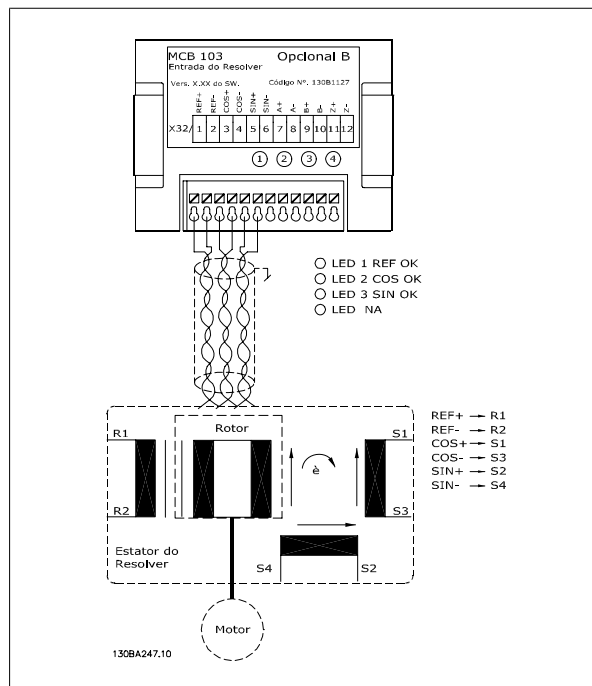 MCB 103 Opcional B
Entrada do Resolver
Vers. X.XX do SW. Código Nº. 130B1127
REF+ REF- COS+ COS- SIN+ SIN- A+ A- B+ B- Z+ Z-
X32/ 1 2 3 4 5 6 7 8 9 10 11 12
1 2 3 4
LED 1 REF OK
LED 2 COS OK
LED 3 SIN OK
LED NA
REF+ → R1
REF- → R2
COS+ → S1
COS- → S3
SIN+ → S2
SIN- → S4
R1 Rotor S1
è
R2 S3
Estator do
Resolver
S4 S2
Motor
130BA247.10